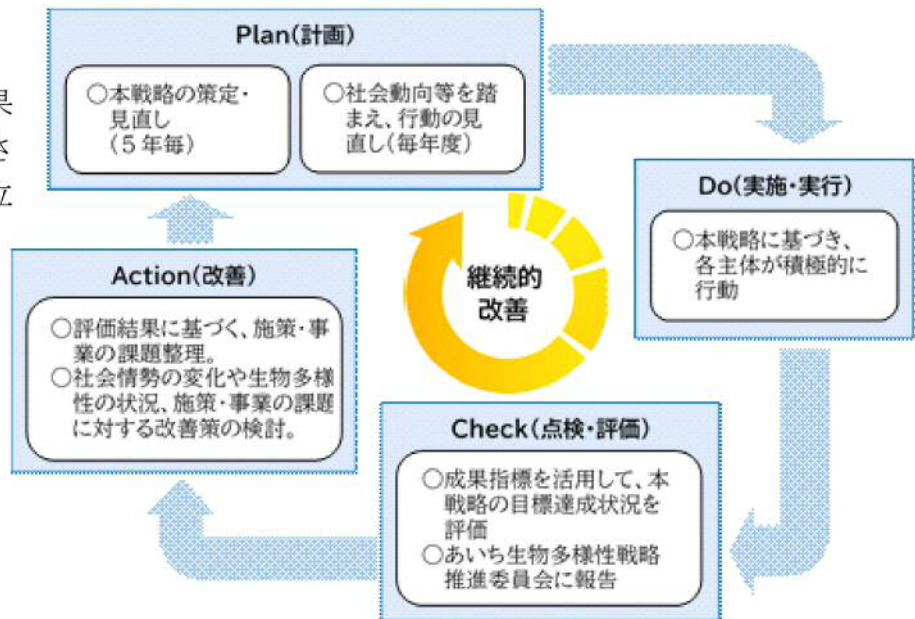 果
さ
立
Plan(計画)
○本戦略の策定・
見直し
(5年毎)
○社会動向等を踏
まえ、行動の見
直し(毎年度)
Do(実施・実行)
○本戦略に基づき、
各主体が積極的に
行動
継続的
改善
Action(改善)
○評価結果に基づく、施策・事
業の課題整理。
○社会情勢の変化や生物多様
性の状況、施策・事業の課題
に対する改善策の検討。
Check(点検・評価)
○成果指標を活用して、本
戦略の目標達成状況を
評価
○あいち生物多様性戦略
推進委員会に報告